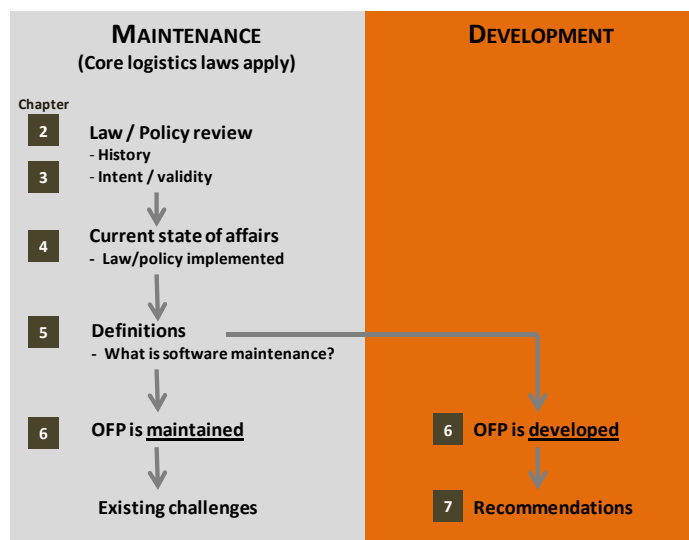 MAINTENANCE
(Core logistics laws apply)
Chapter
2 Law / Policy review
- History
3 - Intent / validity
4 Current state of affairs
- Law/policy implemented
5 Definitions
- What is software maintenance?
6 OFP is maintained
Existing challenges
DEVELOPMENT
6 OFP is developed
7 Recommendations